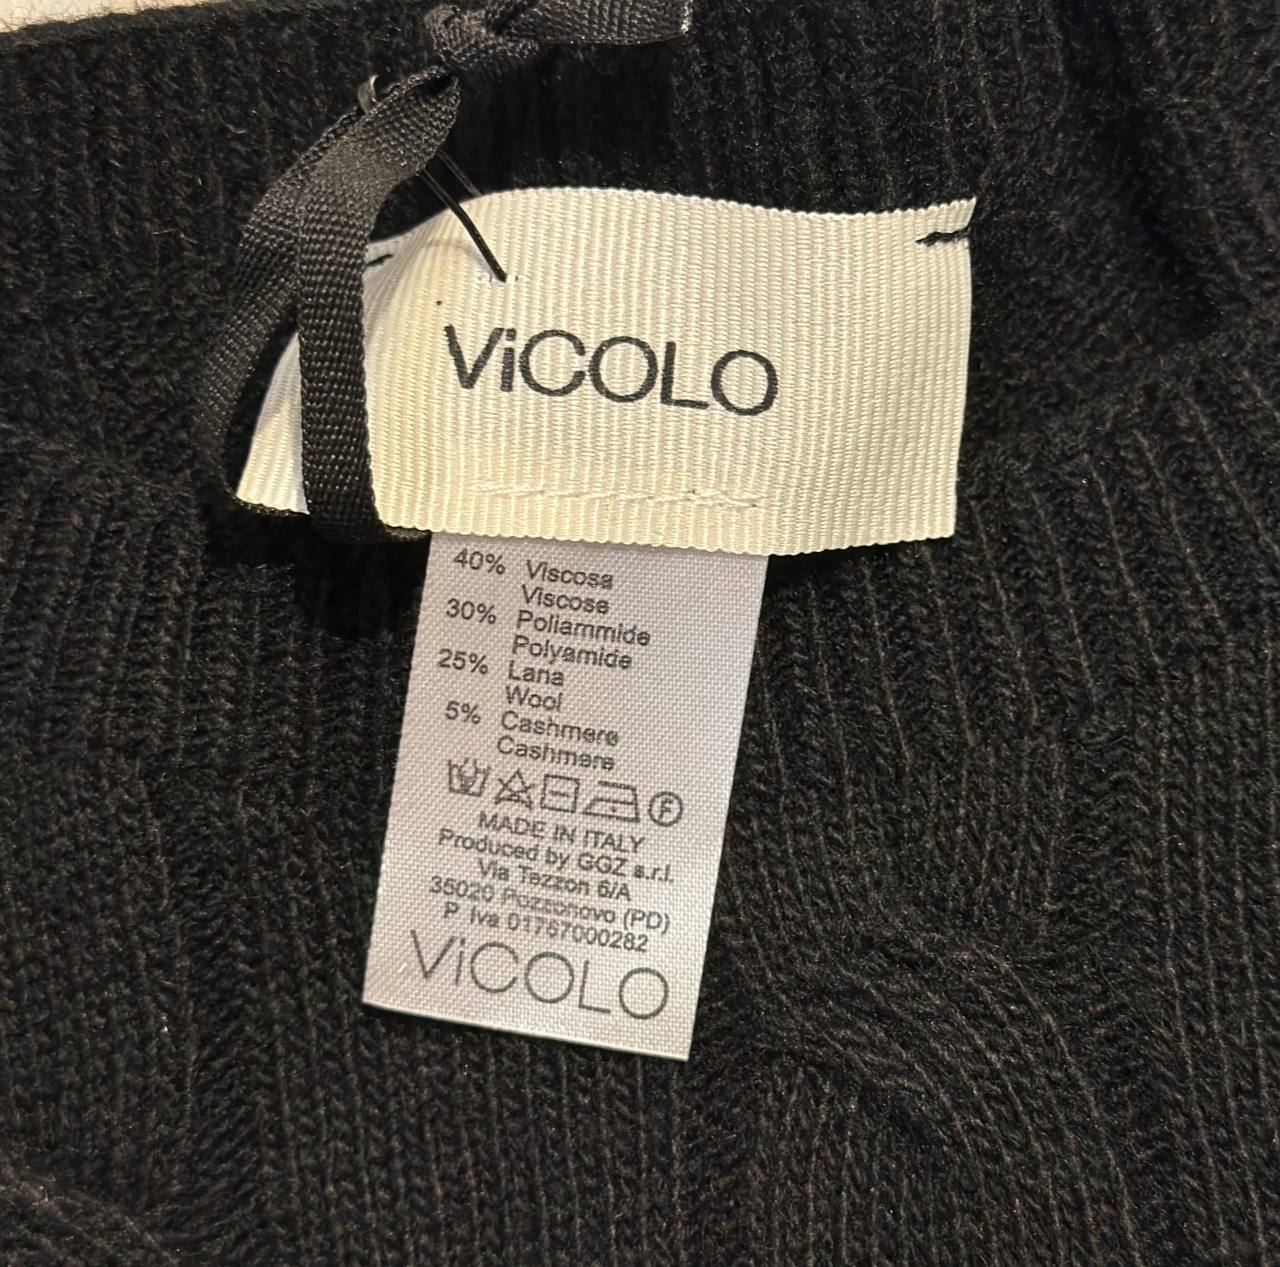 ViCOLO
40% Viscosa
Viscose
30% Poliammide
Polyamide
25% Lana
Wool
5% Cashmere
Cashmere
F
MADE IN ITALY
Produced by GGZ s.r.l.
Via Tezzon 6/A
35020 Pozzonovo (PD)
P. Iva 01767000282
ViCOLO